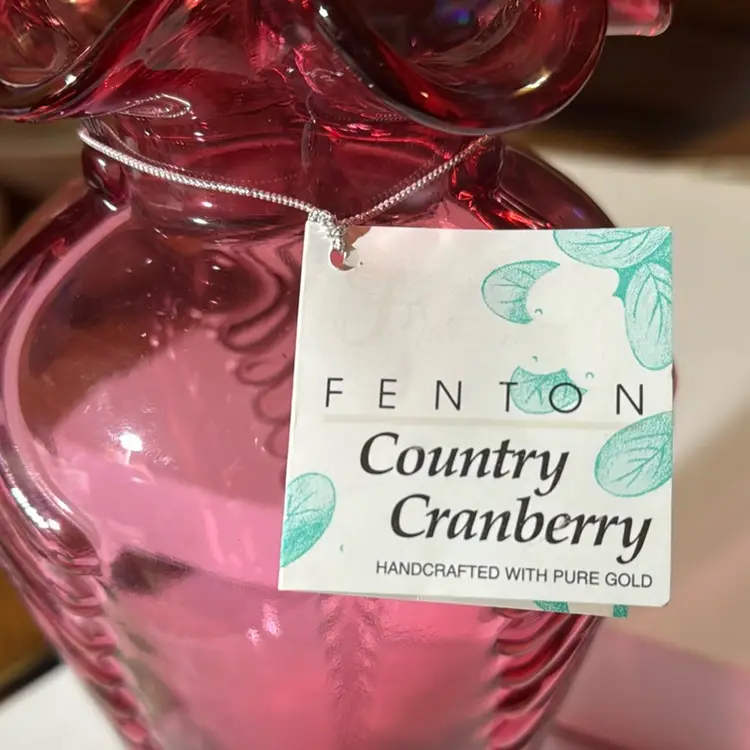 FENTON
Country
Cranberry
HANDCRAFTED WITH PURE GOLD